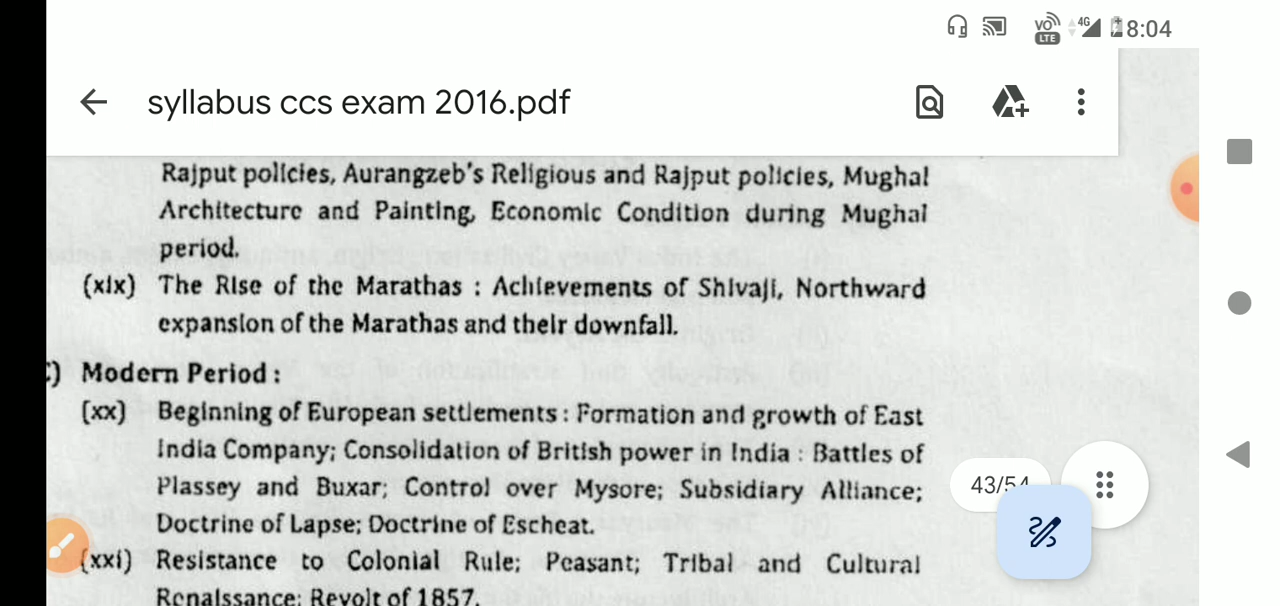 VO LTE 4G 8:04
syllabus ccs exam 2016.pdf
Rajput policies, Aurangzeb's Religious and Rajput policies, Mughal
Architecture and Painting, Economic Condition during Mughal
period.
(xix) The Rise of the Marathas : Achievements of Shivaji, Northward
expansion of the Marathas and their downfall.
C) Modern Period :
(xx) Beginning of European settlements : Formation and growth of East
India Company; Consolidation of British power in India : Battles of
Plassey and Buxar; Control over Mysore; Subsidiary Alliance;
43/54
Doctrine of Lapse; Doctrine of Escheat.
(xxi) Resistance to Colonial Rule; Peasant; Tribal and Cultural
Renaissance; Revolt of 1857.